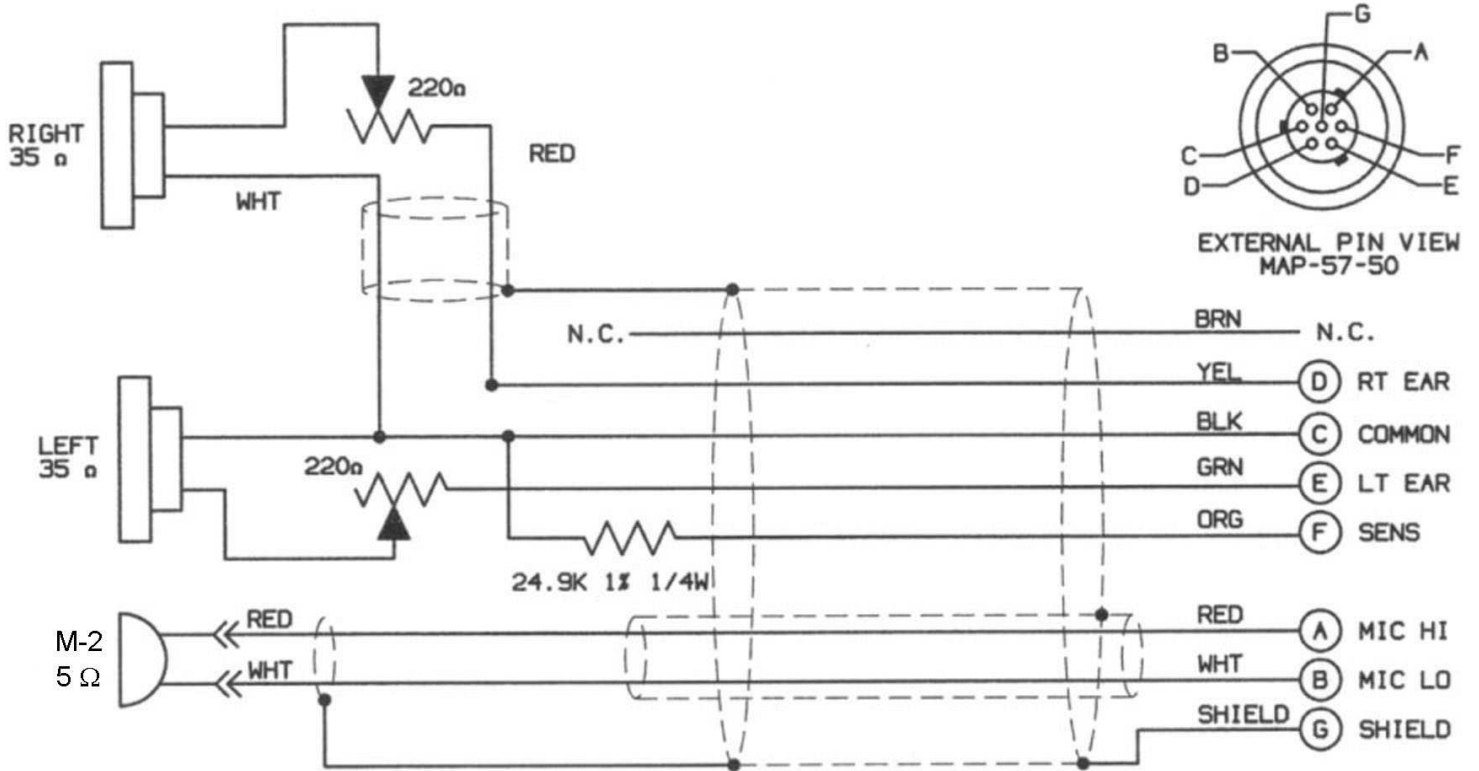 G
B
A
220Ω
RIGHT
35 Ω
RED
WHT
C
F
D
E
EXTERNAL PIN VIEW
MAP-57-50
N.C.
BRN
N.C.
YEL
D
RT EAR
BLK
C
COMMON
LEFT
35 Ω
220Ω
GRN
E
LT EAR
ORG
F
SENS
24.9K 1% 1/4W
RED
RED
A
MIC HI
M-2
5 Ω
WHT
WHT
B
MIC LO
SHIELD
G
SHIELD